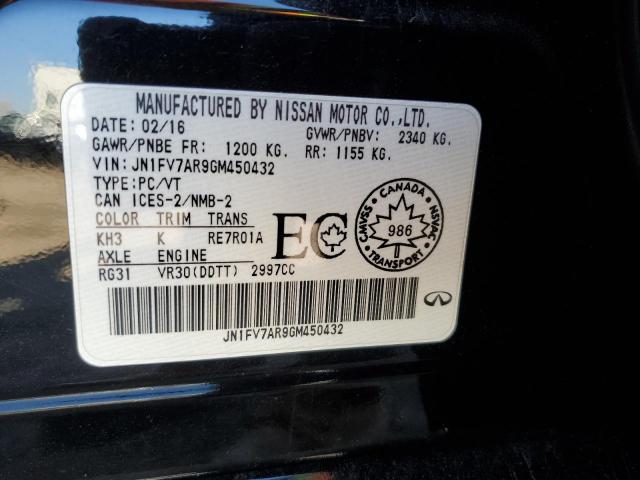 MANUFACTURED BY NISSAN MOTOR CO.,LTD.
DATE: 02/16 GVWR/PNBV: 2340 KG.
GAWR/PNBE FR: 1200 KG. RR: 1155 KG.
VIN: JN1FV7AR9GM450432
TYPE: PC/VT
CAN ICES-2/NMB-2
COLOR TRIM TRANS
KH3 K RE7R01A
AXLE ENGINE
RG31 VR30(DDTT) 2997CC
EC
CANADA
CMVSS NSVAC
986
TRANSPORT
JN1FV7AR9GM450432